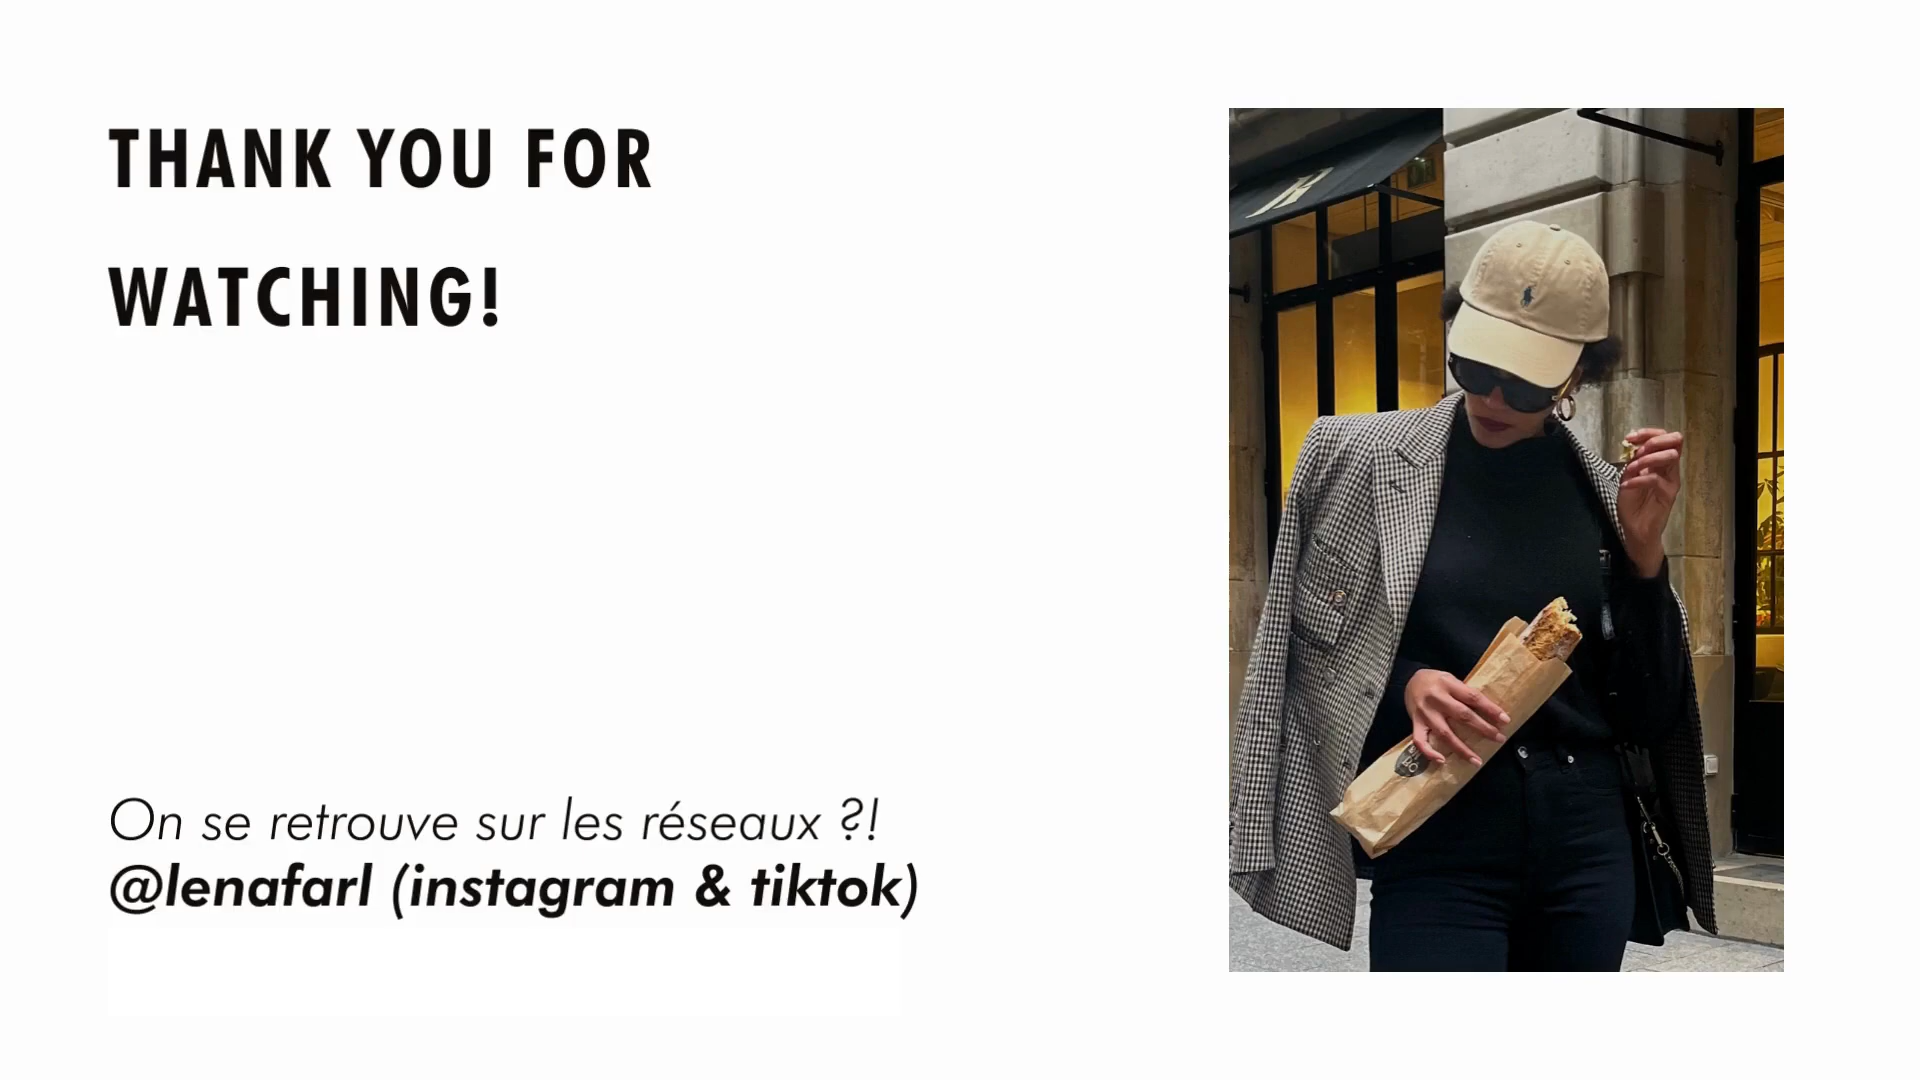 THANK YOU FOR
WATCHING!
On se retrouve sur les réseaux ?!
@lenafarl (instagram & tiktok)